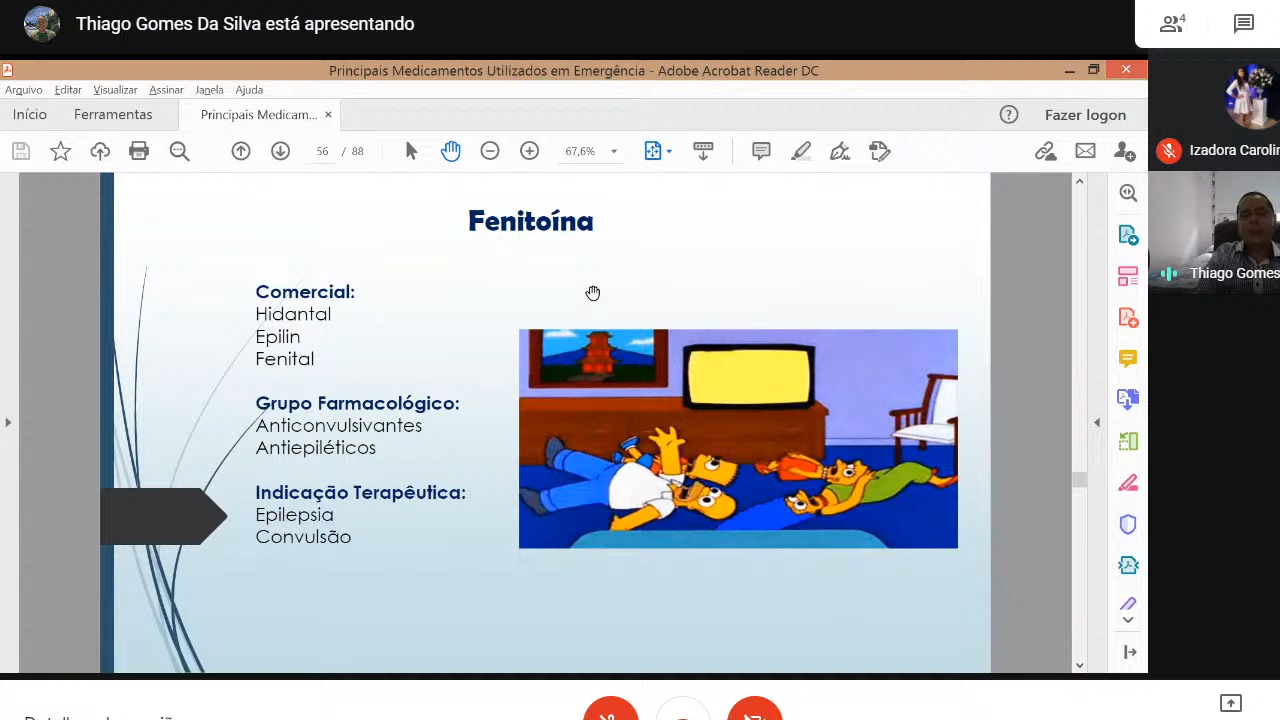 Thiago Gomes Da Silva está apresentando
4
Principais Medicamentos Utilizados em Emergência - Adobe Acrobat Reader DC
Arquivo Editar Visualizar Assinar Janela Ajuda
Início Ferramentas Principais Medicam... × Fazer logon
56 / 88 67,6%
Izadora Carolin
Thiago Gomes
Fenitoína
Comercial:
Hidantal
Epilin
Fenital
Grupo Farmacológico:
Anticonvulsivantes
Antiepiléticos
Indicação Terapêutica:
Epilepsia
Convulsão